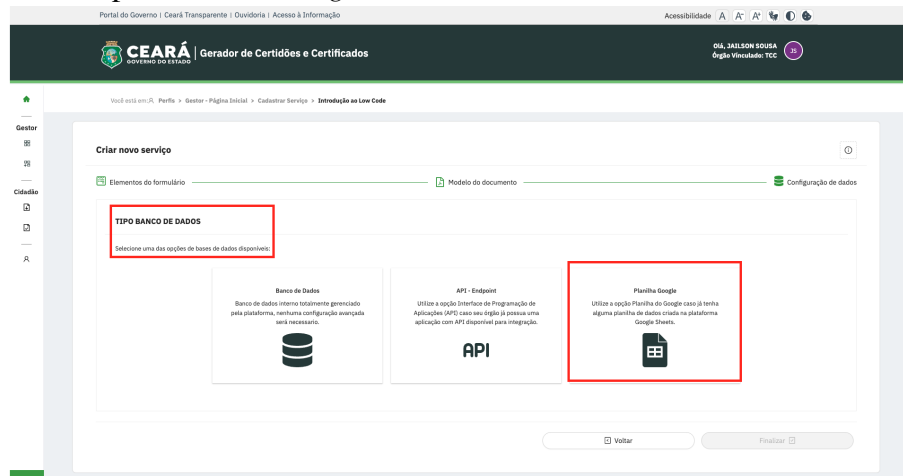 Portal do Governo | Ceará Transparente | Ouvidoria | Acesso à Informação
Acessibilidade A A- A+
CEARÁ
GOVERNO DO ESTADO
Gerador de Certidões e Certificados
Olá, JAILSON SOUSA
Órgão Vinculado: TCC
JS
Você está em: Perfis > Gestor - Página Inicial > Cadastrar Serviço > Introdução ao Low Code
Gestor
Cidadão
Criar novo serviço
Elementos do formulário
Modelo do documento
Configuração de dados
TIPO BANCO DE DADOS
Selecione uma das opções de bases de dados disponíveis:
Banco de Dados
Banco de dados interno totalmente gerenciado
pela plataforma, nenhuma configuração avançada
será necessario.
API - Endpoint
Utilize a opção Interface de Programação de
Aplicações (API) caso seu órgão já possua uma
aplicação com API disponível para integração.
API
Planilha Google
Utilize a opção Planilha do Google caso já tenha
alguma planilha de dados criada na plataforma
Google Sheets.
Voltar
Finalizar